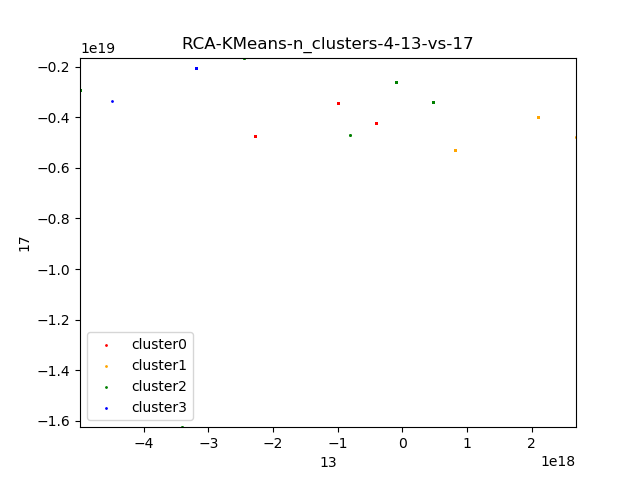 RCA-KMeans-n_clusters-4-13-vs-17
1e19
−0.2
−0.4
−0.6
−0.8
−1.0
−1.2
−1.4
−1.6
17
cluster0
cluster1
cluster2
cluster3
−4 −3 −2 −1 0 1 2
13
1e18